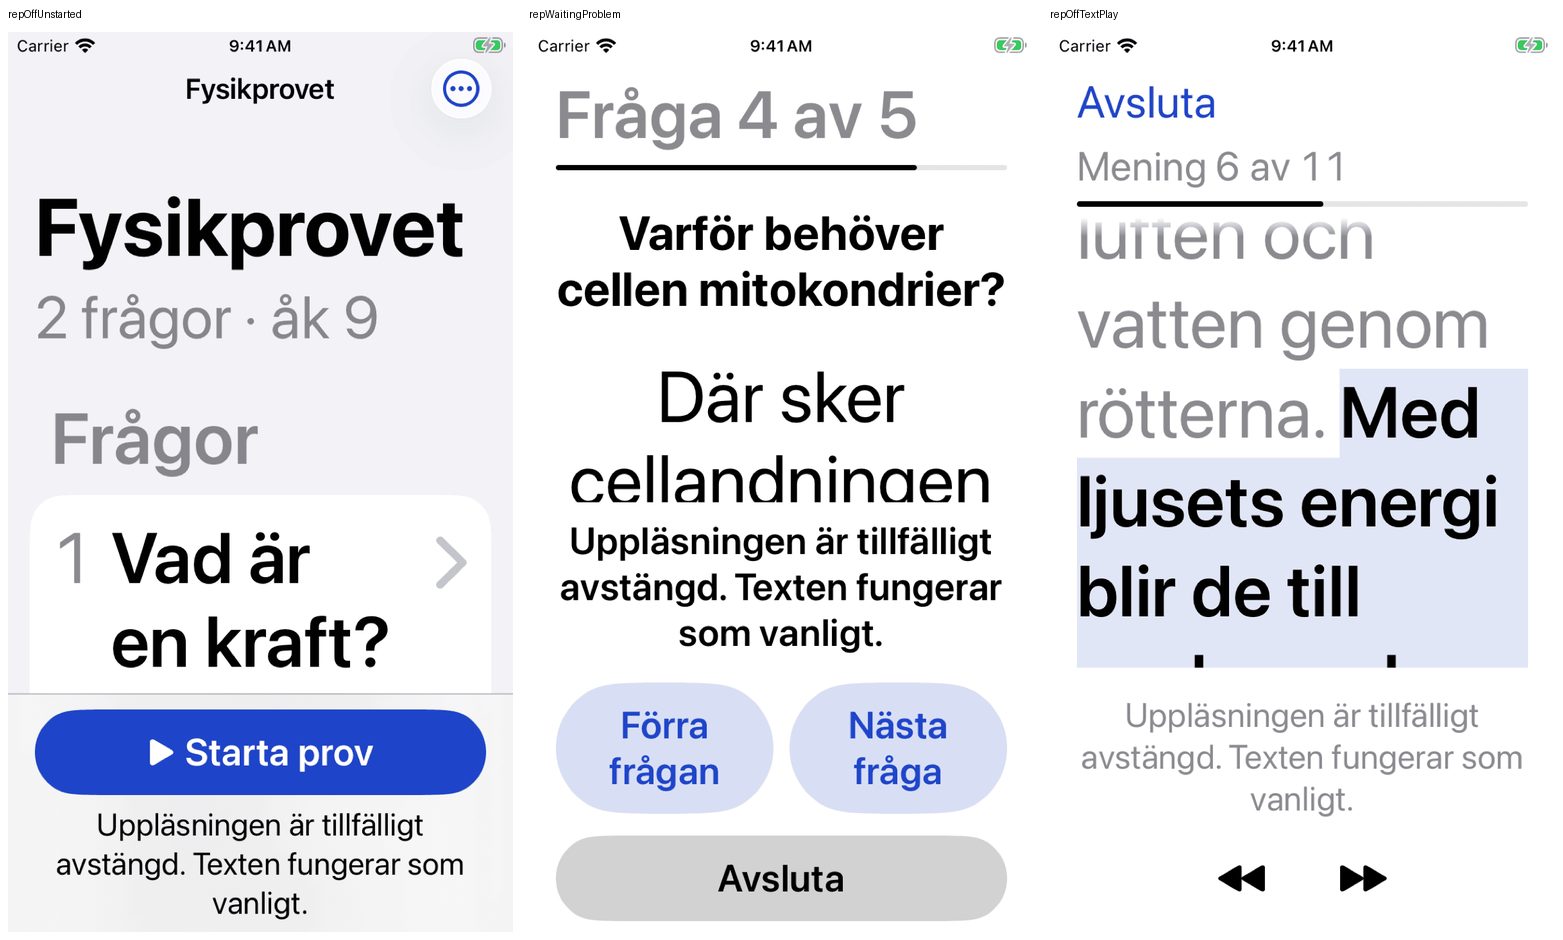 repOffUnstarted
Carrier 9:41 AM
Fysikprovet
Fysikprovet
2 frågor · åk 9
Frågor
1 Vad är
en kraft?
Starta prov
Uppläsningen är tillfälligt
avstängd. Texten fungerar som
vanligt.
repWaitingProblem
Carrier 9:41 AM
Fråga 4 av 5
Varför behöver
cellen mitokondrier?
Där sker
cellandningen
Uppläsningen är tillfälligt
avstängd. Texten fungerar
som vanligt.
Förra
frågan
Nästa
fråga
Avsluta
repOffTextPlay
Carrier 9:41 AM
Avsluta
Mening 6 av 11
luften och
vatten genom
rötterna. Med
ljusets energi
blir de till
Uppläsningen är tillfälligt
avstängd. Texten fungerar som
vanligt.